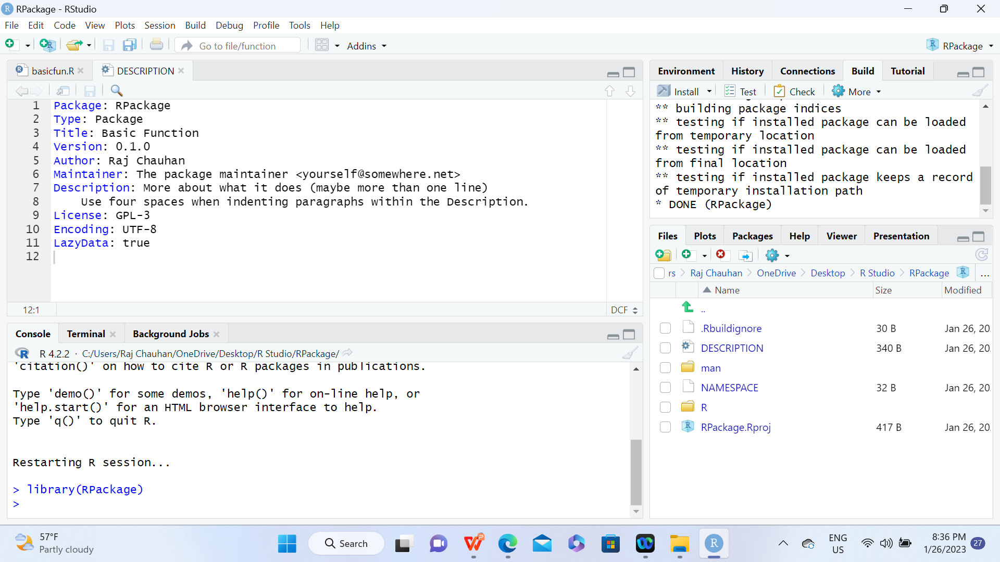 RPackage - RStudio
File Edit Code View Plots Session Build Debug Profile Tools Help
Go to file/function Addins RPackage
basicfun.R DESCRIPTION
1 Package: RPackage
2 Type: Package
3 Title: Basic Function
4 Version: 0.1.0
5 Author: Raj Chauhan
6 Maintainer: The package maintainer <yourself@somewhere.net>
7 Description: More about what it does (maybe more than one line)
8 Use four spaces when indenting paragraphs within the Description.
9 License: GPL-3
10 Encoding: UTF-8
11 LazyData: true
12
12:1 DCF
Console Terminal Background Jobs
R 4.2.2 · C:/Users/Raj Chauhan/OneDrive/Desktop/R Studio/RPackage/
'citation()' on how to cite R or R packages in publications.
Type 'demo()' for some demos, 'help()' for on-line help, or
'help.start()' for an HTML browser interface to help.
Type 'q()' to quit R.
Restarting R session...
> library(RPackage)
>
Environment History Connections Build Tutorial
Install Test Check More
** building package indices
** testing if installed package can be loaded
from temporary location
** testing if installed package can be loaded
from final location
** testing if installed package keeps a record
of temporary installation path
* DONE (RPackage)
Files Plots Packages Help Viewer Presentation
rs Raj Chauhan OneDrive Desktop R Studio RPackage ...
Name Size Modified
..
.Rbuildignore 30 B Jan 26, 20
DESCRIPTION 340 B Jan 26, 20
man
NAMESPACE 32 B Jan 26, 20
R
RPackage.Rproj 417 B Jan 26, 20
57°F
Partly cloudy
Search
ENG
US
8:36 PM
1/26/2023
27